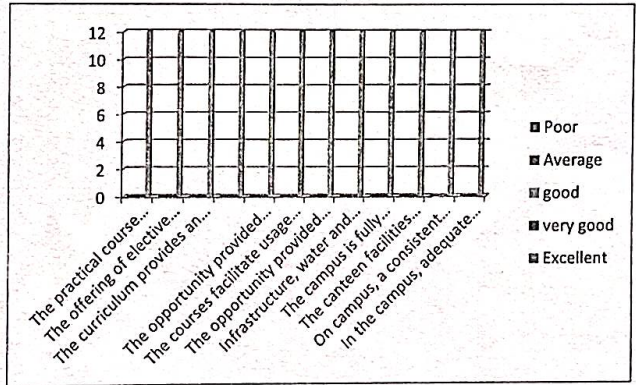 12
10
8
6
4
2
0
The practical course...
The offering of elective...
The curriculum provides an...
The opportunity provided...
The courses facilitate usage...
The opportunity provided...
Infrastructure, water and...
The campus is fully...
The canteen facilities...
On campus, a consistent...
In the campus, adequate...
Poor
Average
good
very good
Excellent